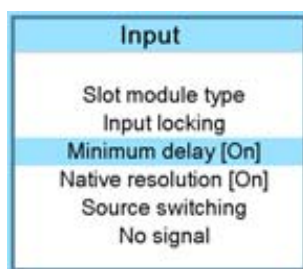 Input
Slot module type
Input locking
Minimum delay [On]
Native resolution [On]
Source switching
No signal